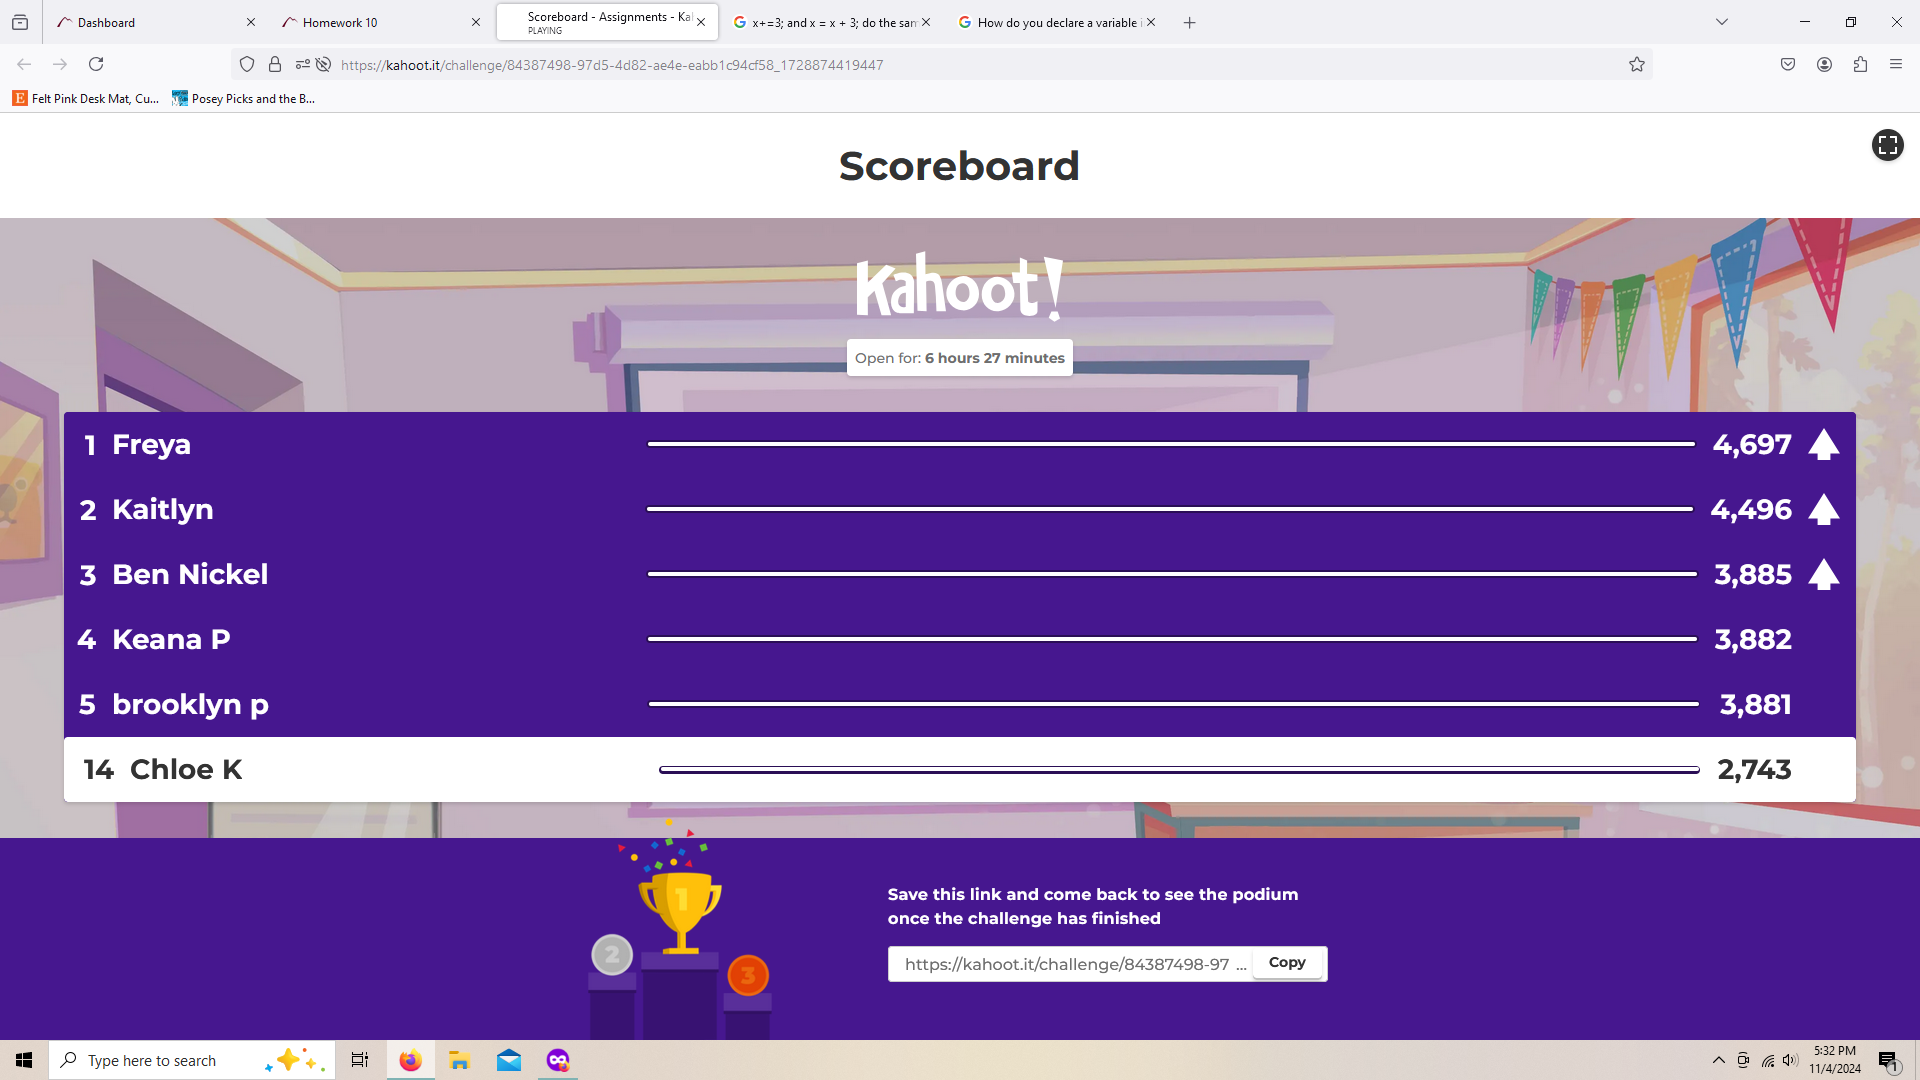 Dashboard
Homework 10
Scoreboard - Assignments - Kah
PLAYING
x+=3; and x = x + 3; do the sam
How do you declare a variable i
https://kahoot.it/challenge/84387498-97d5-4d82-ae4e-eabb1c94cf58_1728874419447
Felt Pink Desk Mat, Cu...
Posey Picks and the B...
Scoreboard
Kahoot!
Open for: 6 hours 27 minutes
1 Freya 4,697
2 Kaitlyn 4,496
3 Ben Nickel 3,885
4 Keana P 3,882
5 brooklyn p 3,881
14 Chloe K 2,743
1
2
3
Save this link and come back to see the podium
once the challenge has finished
https://kahoot.it/challenge/84387498-97 ... Copy
Type here to search
5:32 PM
11/4/2024
1